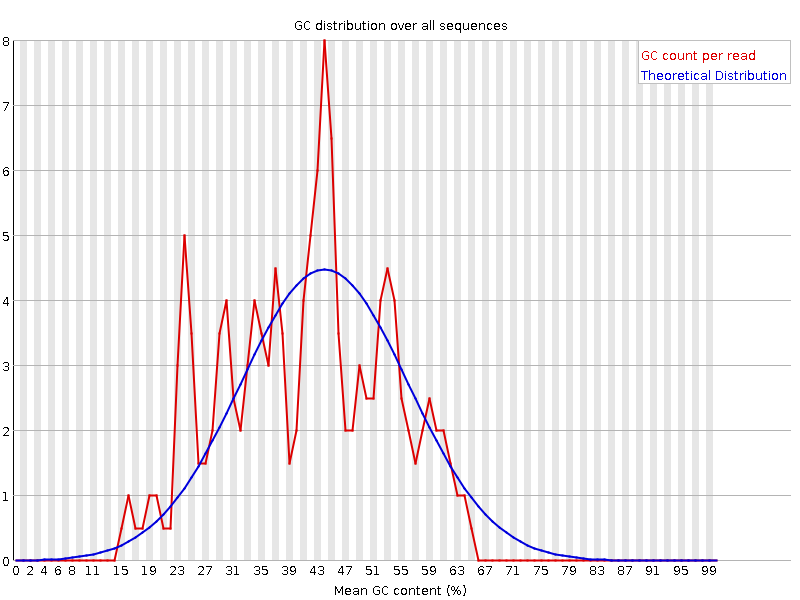 GC distribution over all sequences
GC count per read
Theoretical Distribution
8
7
6
5
4
3
2
1
0
0 2 4 6 8 11 15 19 23 27 31 35 39 43 47 51 55 59 63 67 71 75 79 83 87 91 95 99
Mean GC content (%)